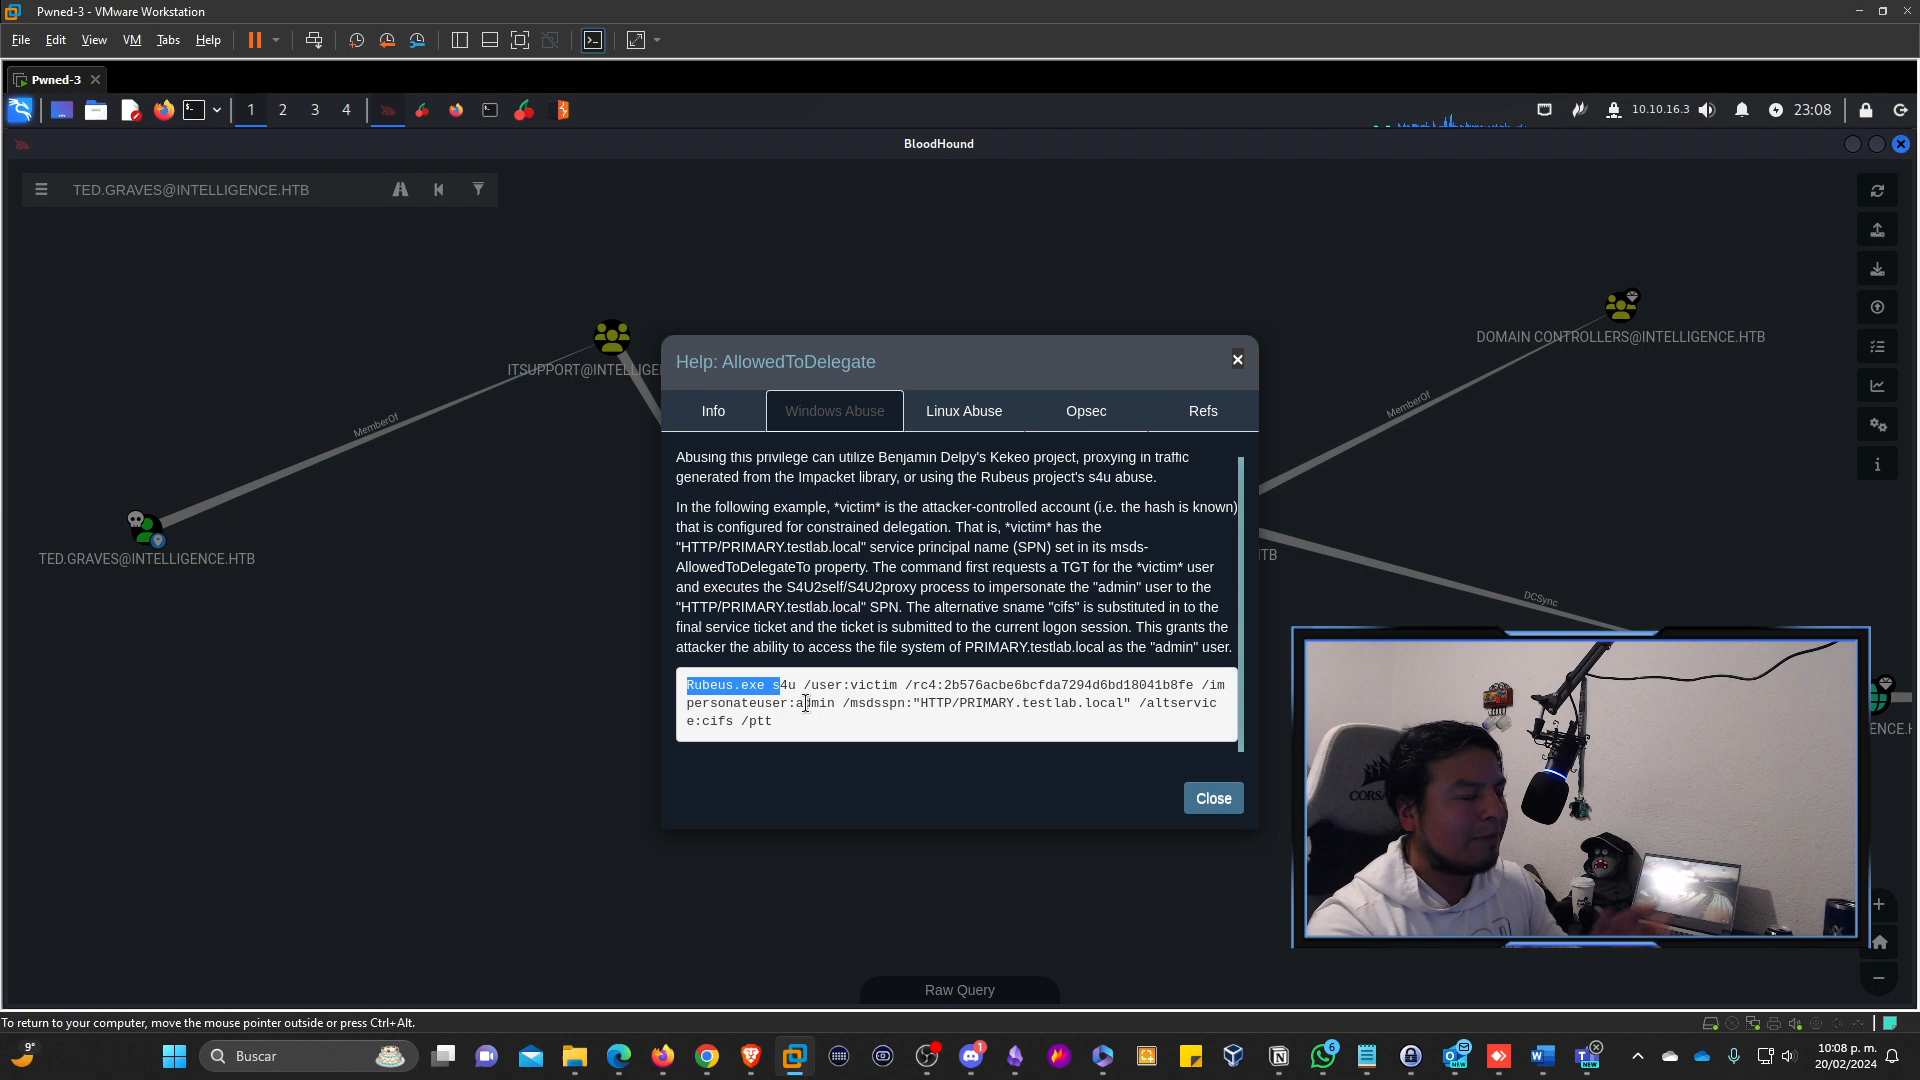 Pwned-3 - VMware Workstation
File Edit View VM Tabs Help
Pwned-3
1 2 3 4
10.10.16.3
23:08
BloodHound
TED.GRAVES@INTELLIGENCE.HTB
DOMAIN CONTROLLERS@INTELLIGENCE.HTB
ITSUPPORT@INTELLIGE
MemberOf
MemberOf
TED.GRAVES@INTELLIGENCE.HTB
TB
DCSync
ENCE.H
Help: AllowedToDelegate
Info Windows Abuse Linux Abuse Opsec Refs
Abusing this privilege can utilize Benjamin Delpy's Kekeo project, proxying in traffic
generated from the Impacket library, or using the Rubeus project's s4u abuse.
In the following example, *victim* is the attacker-controlled account (i.e. the hash is known)
that is configured for constrained delegation. That is, *victim* has the
"HTTP/PRIMARY.testlab.local" service principal name (SPN) set in its msds-
AllowedToDelegateTo property. The command first requests a TGT for the *victim* user
and executes the S4U2self/S4U2proxy process to impersonate the "admin" user to the
"HTTP/PRIMARY.testlab.local" SPN. The alternative sname "cifs" is substituted in to the
final service ticket and the ticket is submitted to the current logon session. This grants the
attacker the ability to access the file system of PRIMARY.testlab.local as the "admin" user.
Rubeus.exe s4u /user:victim /rc4:2b576acbe6bcfda7294d6bd18041b8fe /im
personateuser:admin /msdsspn:"HTTP/PRIMARY.testlab.local" /altservic
e:cifs /ptt
Close
CORSA
Raw Query
To return to your computer, move the mouse pointer outside or press Ctrl+Alt.
9°
Buscar
1
6
NEW
NEW
10:08 p. m.
20/02/2024